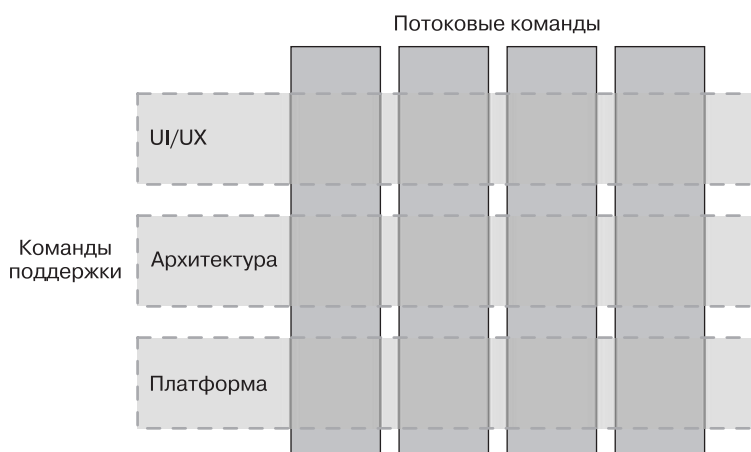 Потоковые команды
UI/UX
Команды
поддержки
Архитектура
Платформа